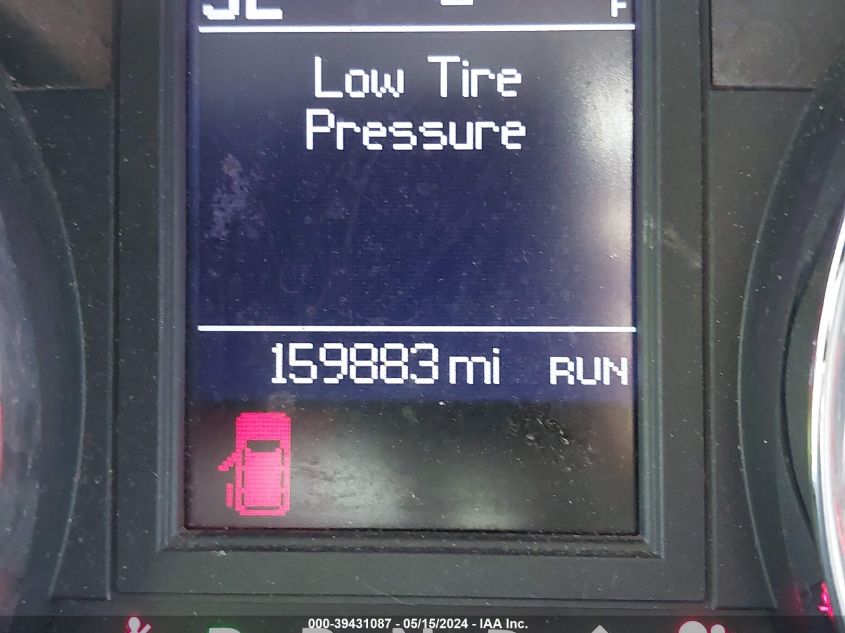 Low Tire
Pressure
159883 mi RUN
000-39431087 - 05/15/2024 - IAA Inc.